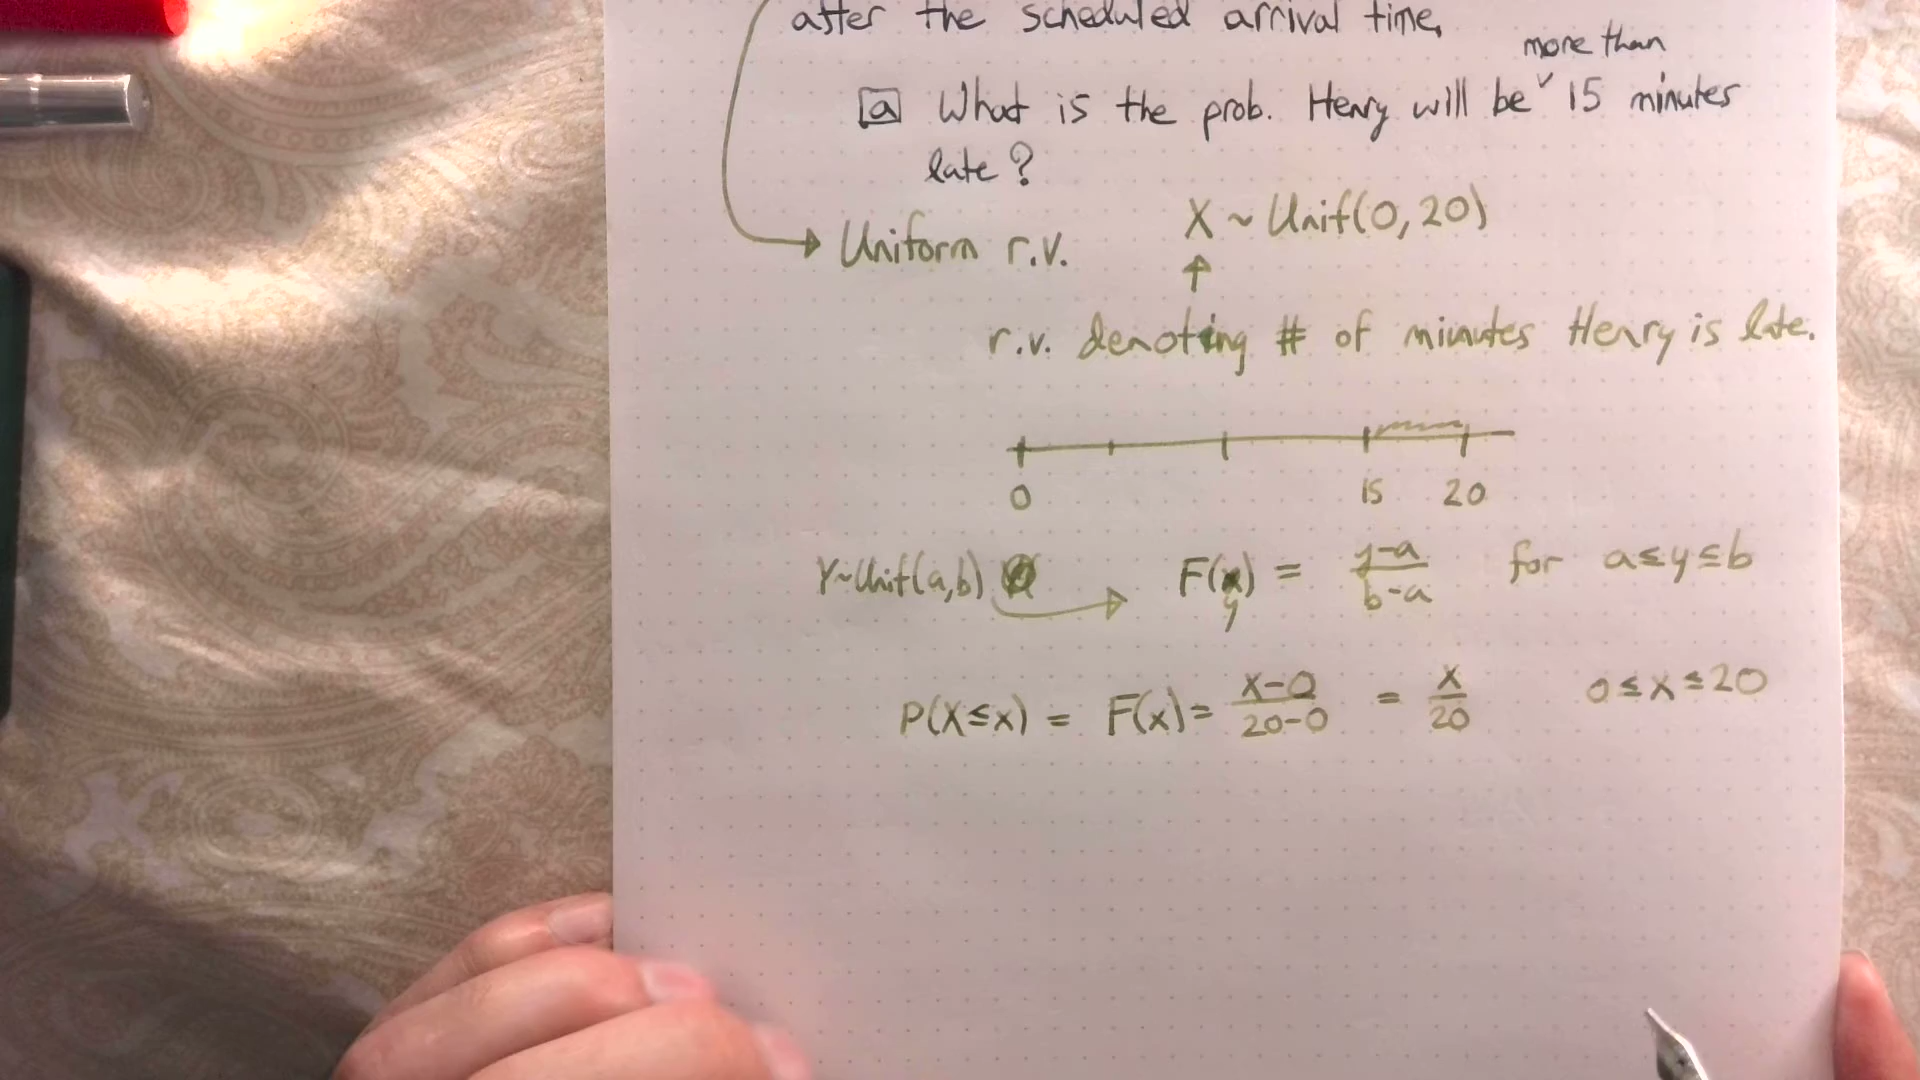 after the scheduled arrival time.
more than
a What is the prob. Henry will be ˅ 15 minutes
late?
X ~ Unif(0, 20)
Uniform r.v.
r.v. denoting # of minutes Henry is late.
0 15 20
Y~Unif(a,b) F(y) = y-a / b-a for a≤y≤b
P(X≤x) = F(x) = x-0 / 20-0 = x / 20 0≤x≤20